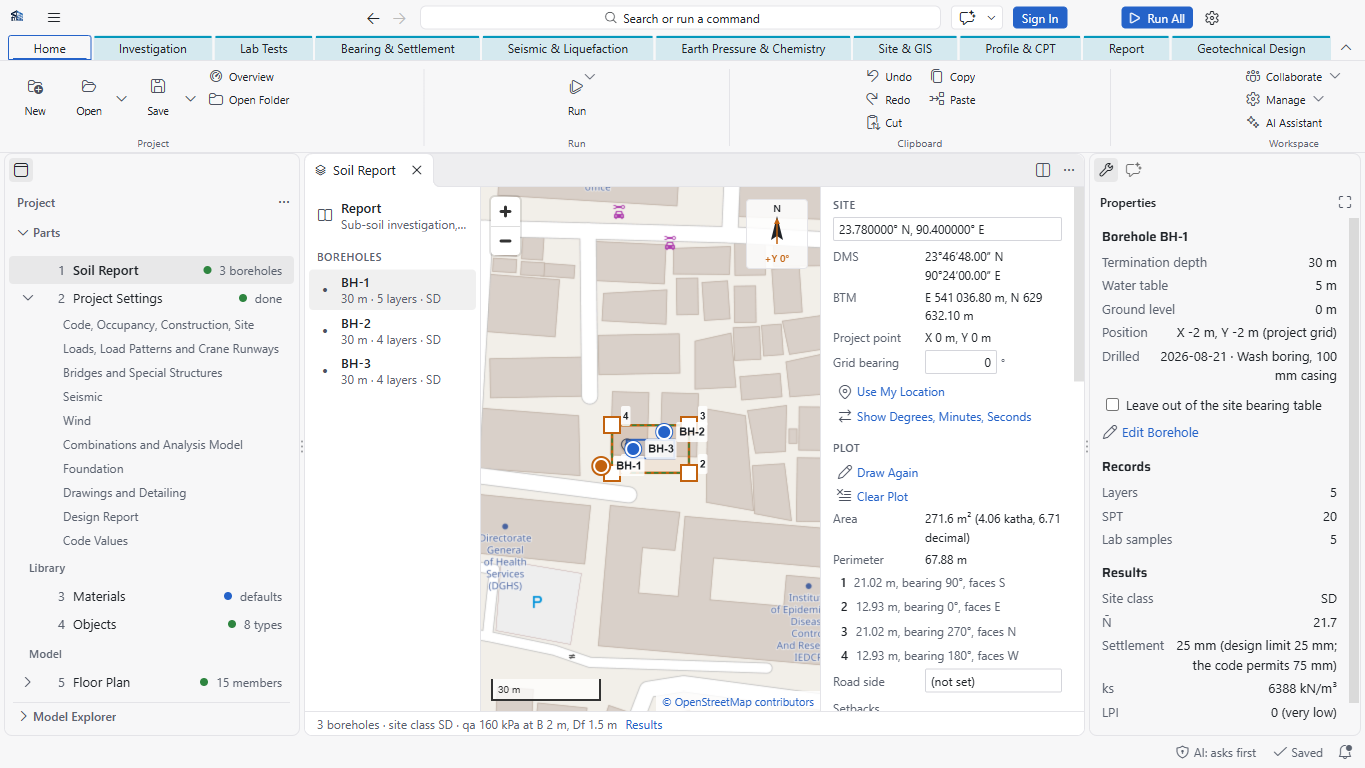 Search or run a command
Sign In
Run All
Home
Investigation
Lab Tests
Bearing & Settlement
Seismic & Liquefaction
Earth Pressure & Chemistry
Site & GIS
Profile & CPT
Report
Geotechnical Design
New
Open
Save
Overview
Open Folder
Project
Run
Run
Undo
Redo
Cut
Copy
Paste
Clipboard
Collaborate
Manage
AI Assistant
Workspace
Project
Parts
1 Soil Report 3 boreholes
2 Project Settings done
Code, Occupancy, Construction, Site
Loads, Load Patterns and Crane Runways
Bridges and Special Structures
Seismic
Wind
Combinations and Analysis Model
Foundation
Drawings and Detailing
Design Report
Code Values
Library
3 Materials defaults
4 Objects 8 types
Model
5 Floor Plan 15 members
Model Explorer
Soil Report
Report
Sub-soil investigation,...
BOREHOLES
BH-1
30 m · 5 layers · SD
BH-2
30 m · 4 layers · SD
BH-3
30 m · 4 layers · SD
office
+
−
N
+Y 0°
4
3
BH-2
BH-3
BH-1
2
Directorate
General
of Health
Services
(DGHS)
P
Institu
of Epidemi
Diseas
Contro
And Resea
IEDCR
30 m
© OpenStreetMap contributors
SITE
23.780000° N, 90.400000° E
DMS 23°46′48.00″ N
90°24′00.00″ E
BTM E 541 036.80 m, N 629
632.10 m
Project point X 0 m, Y 0 m
Grid bearing 0 °
Use My Location
Show Degrees, Minutes, Seconds
PLOT
Draw Again
Clear Plot
Area 271.6 m² (4.06 katha, 6.71
decimal)
Perimeter 67.88 m
1 21.02 m, bearing 90°, faces S
2 12.93 m, bearing 0°, faces E
3 21.02 m, bearing 270°, faces N
4 12.93 m, bearing 180°, faces W
Road side (not set)
Setbacks
3 boreholes · site class SD · qa 160 kPa at B 2 m, Df 1.5 m Results
Properties
Borehole BH-1
Termination depth 30 m
Water table 5 m
Ground level 0 m
Position X -2 m, Y -2 m (project grid)
Drilled 2026-08-21 · Wash boring, 100
mm casing
Leave out of the site bearing table
Edit Borehole
Records
Layers 5
SPT 20
Lab samples 5
Results
Site class SD
N̄ 21.7
Settlement 25 mm (design limit 25 mm;
the code permits 75 mm)
ks 6388 kN/m³
LPI 0 (very low)
AI: asks first
Saved